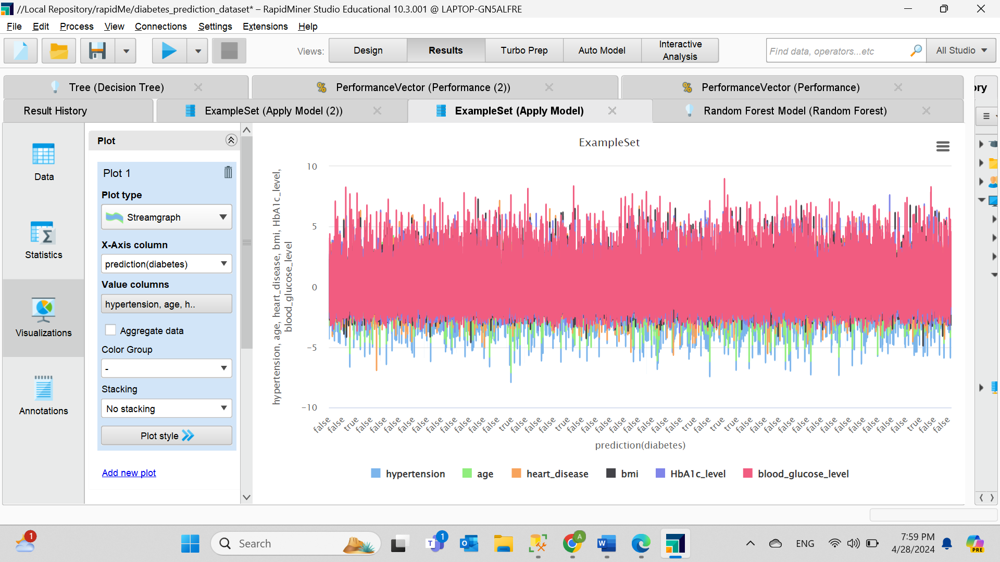 //Local Repository/rapidMe/diabetes_prediction_dataset* – RapidMiner Studio Educational 10.3.001 @ LAPTOP-GN5ALFRE
File Edit Process View Connections Settings Extensions Help
Views: Design Results Turbo Prep Auto Model Interactive Analysis
Find data, operators...etc All Studio
Tree (Decision Tree) PerformanceVector (Performance (2)) PerformanceVector (Performance)
Result History ExampleSet (Apply Model (2)) ExampleSet (Apply Model) Random Forest Model (Random Forest)
Data
Statistics
Visualizations
Annotations
Plot
Plot 1
Plot type
Streamgraph
X-Axis column
prediction(diabetes)
Value columns
hypertension, age, h..
Aggregate data
Color Group
-
Stacking
No stacking
Plot style
Add new plot
ExampleSet
hypertension, age, heart_disease, bmi, HbA1c_level,
blood_glucose_level
10
5
0
−5
−10
false false true false false false false false false false false false false true false false false true false false false false false false false false true false true true false false false false false false false false false false false false true false false
prediction(diabetes)
hypertension age heart_disease bmi HbA1c_level blood_glucose_level
1
Search
1
A
PRE
ENG
7:59 PM
4/28/2024